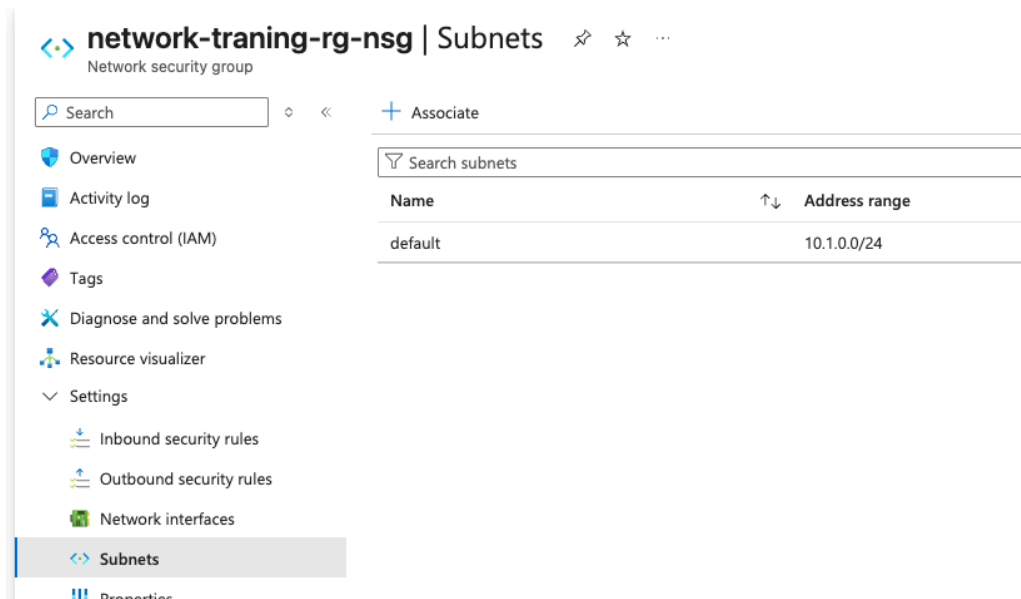 network-traning-rg-nsg | Subnets
Network security group
Search
Associate
Overview
Search subnets
Activity log
Name
Address range
Access control (IAM)
default
10.1.0.0/24
Tags
Diagnose and solve problems
Resource visualizer
Settings
Inbound security rules
Outbound security rules
Network interfaces
Subnets
Properties